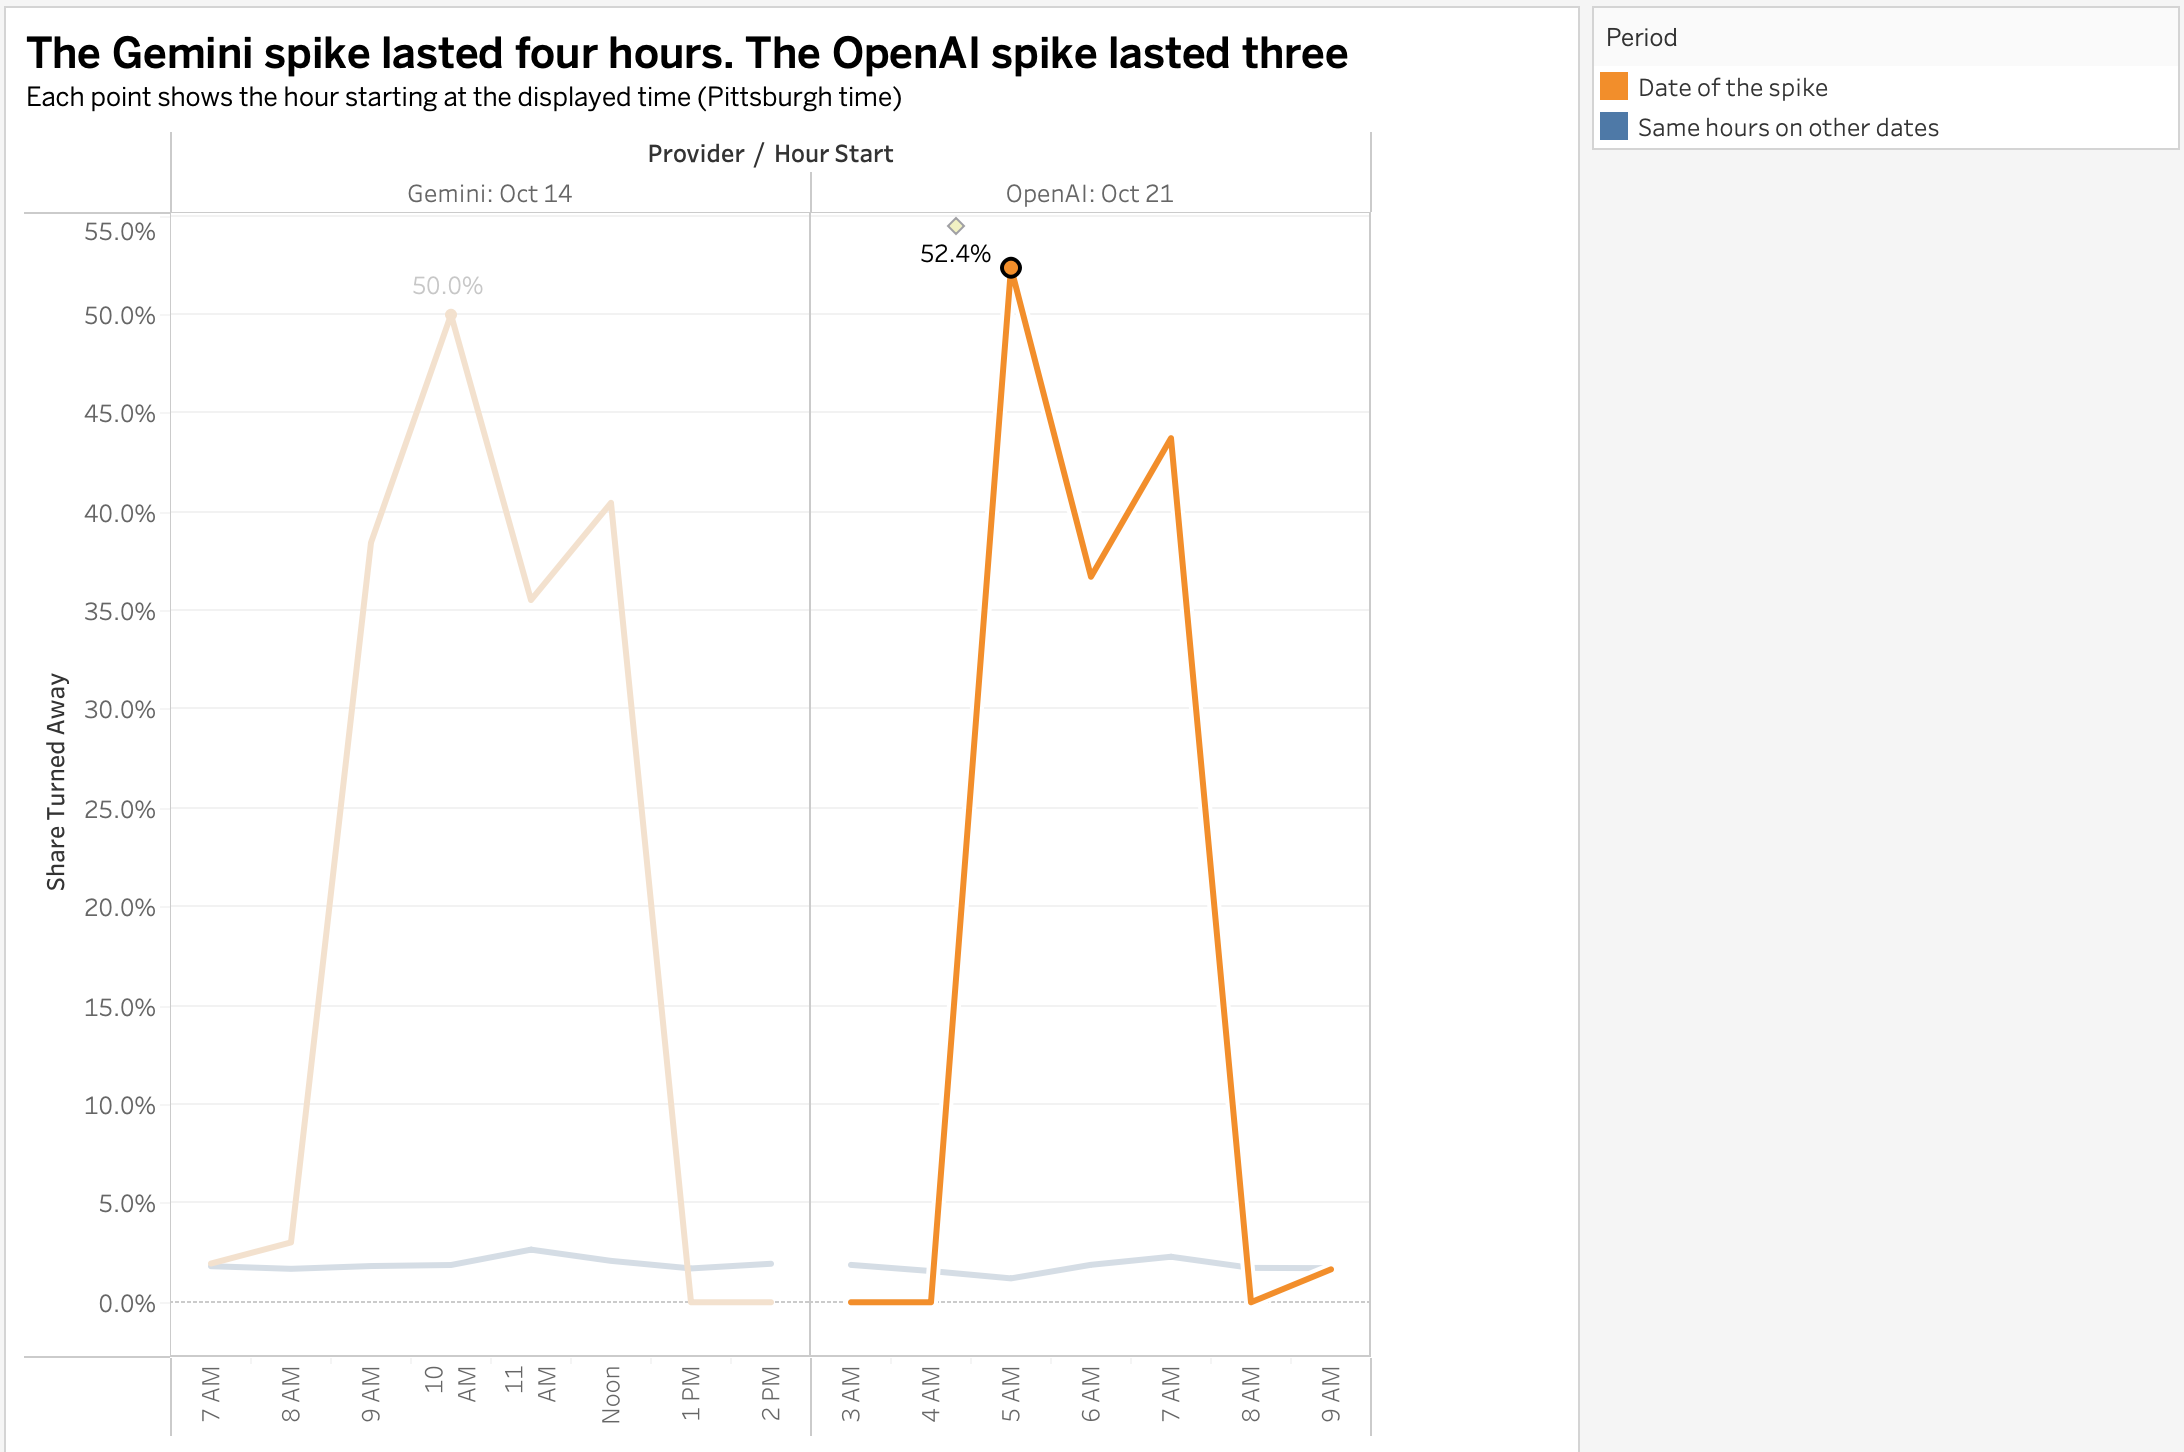 The Gemini spike lasted four hours. The OpenAI spike lasted three
Each point shows the hour starting at the displayed time (Pittsburgh time)
Provider / Hour Start
Gemini: Oct 14
OpenAI: Oct 21
55.0%
50.0%
45.0%
40.0%
35.0%
30.0%
25.0%
20.0%
15.0%
10.0%
5.0%
0.0%
Share Turned Away
50.0%
52.4%
7 AM
8 AM
9 AM
10 AM
11 AM
Noon
1 PM
2 PM
3 AM
4 AM
5 AM
6 AM
7 AM
8 AM
9 AM
Period
Date of the spike
Same hours on other dates